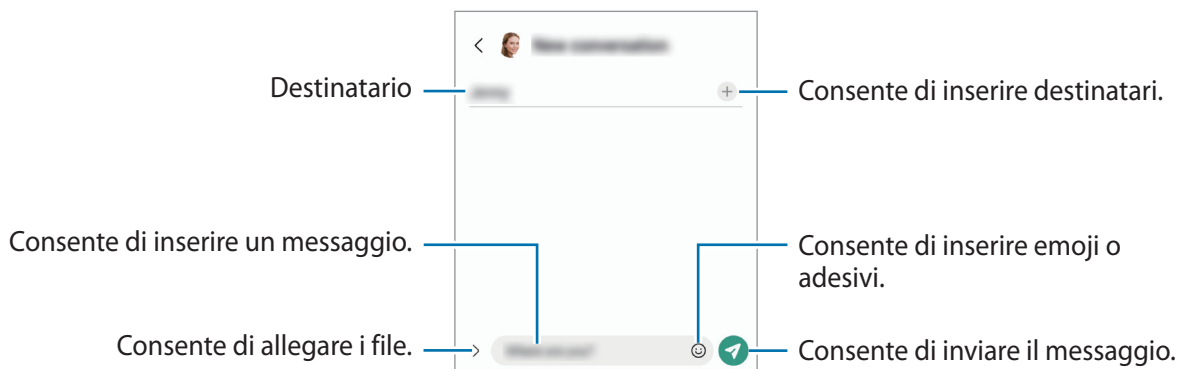 Destinatario
Consente di inserire destinatari.
Consente di inserire un messaggio.
Consente di inserire emoji o
adesivi.
Consente di allegare i file.
Consente di inviare il messaggio.